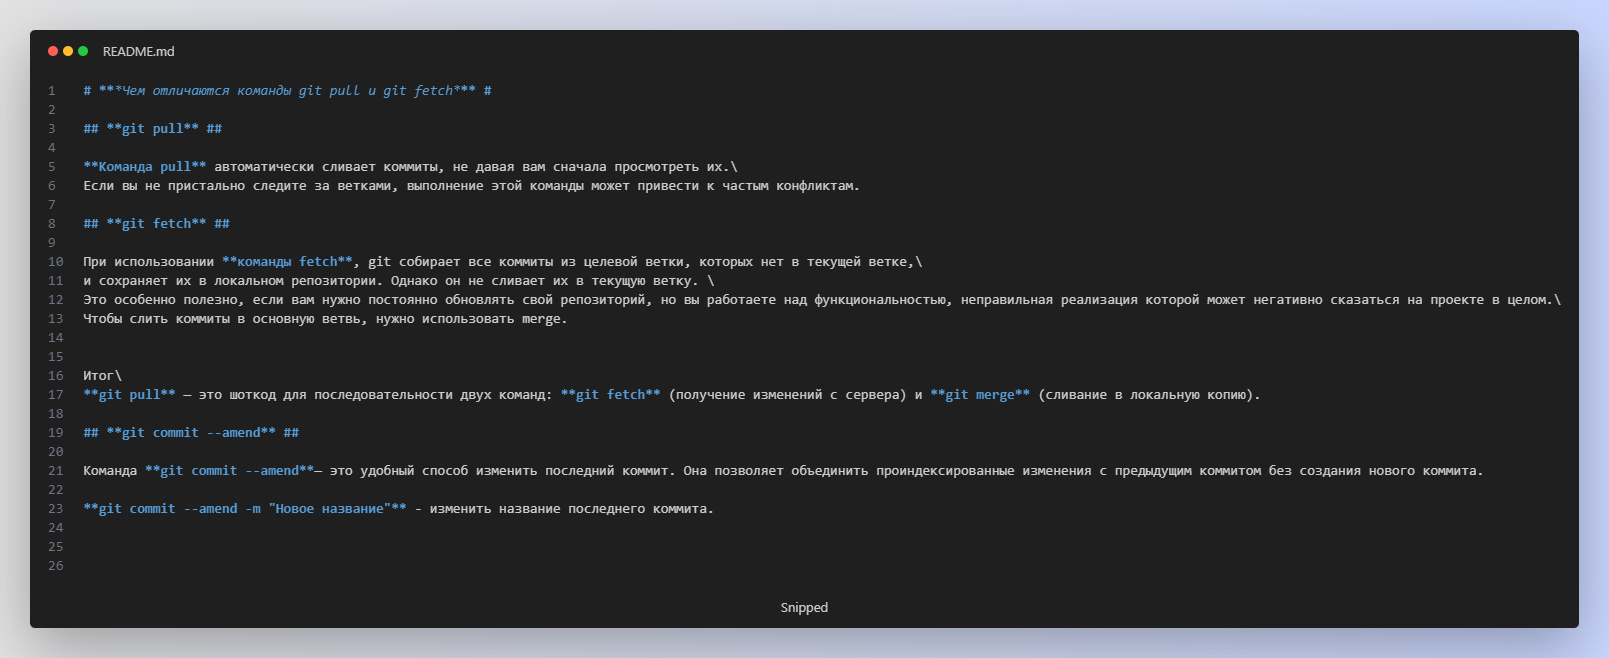 README.md
1 # ***Чем отличаются команды git pull и git fetch*** #
2
3 ## **git pull** ##
4
5 **Команда pull** автоматически сливает коммиты, не давая вам сначала просмотреть их.\
6 Если вы не пристально следите за ветками, выполнение этой команды может привести к частым конфликтам.
7
8 ## **git fetch** ##
9
10 При использовании **команды fetch**, git собирает все коммиты из целевой ветки, которых нет в текущей ветке,\
11 и сохраняет их в локальном репозитории. Однако он не сливает их в текущую ветку. \
12 Это особенно полезно, если вам нужно постоянно обновлять свой репозиторий, но вы работаете над функциональностью, неправильная реализация которой может негативно сказаться на проекте в целом.\
13 Чтобы слить коммиты в основную ветвь, нужно использовать merge.
14
15
16 Итог\
17 **git pull** — это шоткод для последовательности двух команд: **git fetch** (получение изменений с сервера) и **git merge** (сливание в локальную копию).
18
19 ## **git commit --amend** ##
20
21 Команда **git commit --amend**— это удобный способ изменить последний коммит. Она позволяет объединить проиндексированные изменения с предыдущим коммитом без создания нового коммита.
22
23 **git commit --amend -m "Новое название"** - изменить название последнего коммита.
24
25
26
Snipped